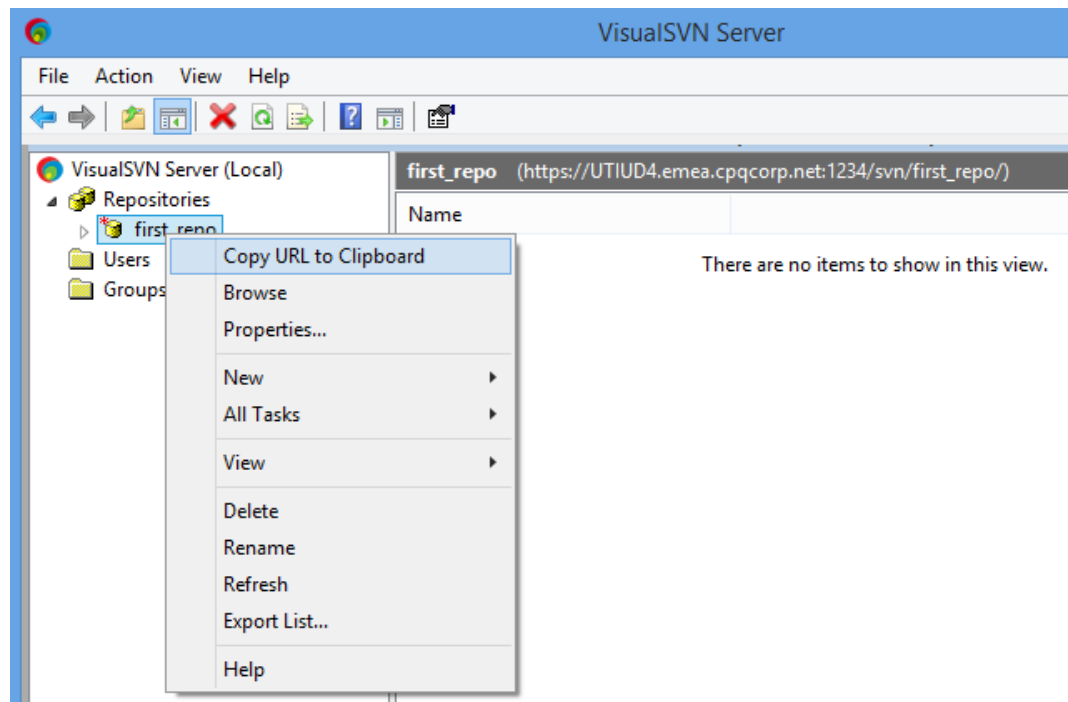 VisualSVN Server
File Action View Help
VisualSVN Server (Local)
first_repo (https://UTIUD4.emea.cpqcorp.net:1234/svn/first_repo/)
Repositories
Name
first_repo
Users
Groups
There are no items to show in this view.
Copy URL to Clipboard
Browse
Properties...
New
All Tasks
View
Delete
Rename
Refresh
Export List...
Help